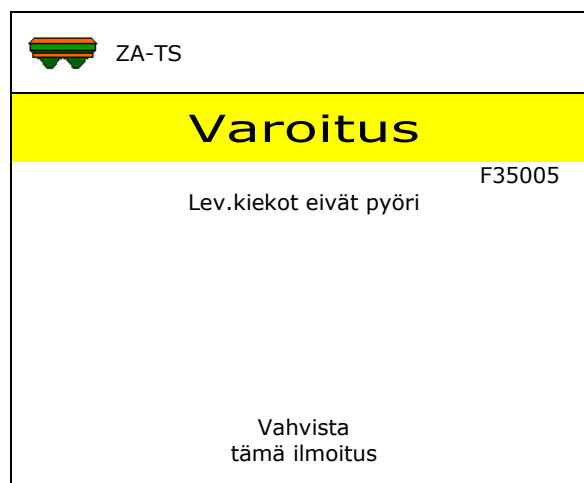 ZA-TS
Varoitus
F35005
Lev.kiekot eivät pyöri
Vahvista
tämä ilmoitus